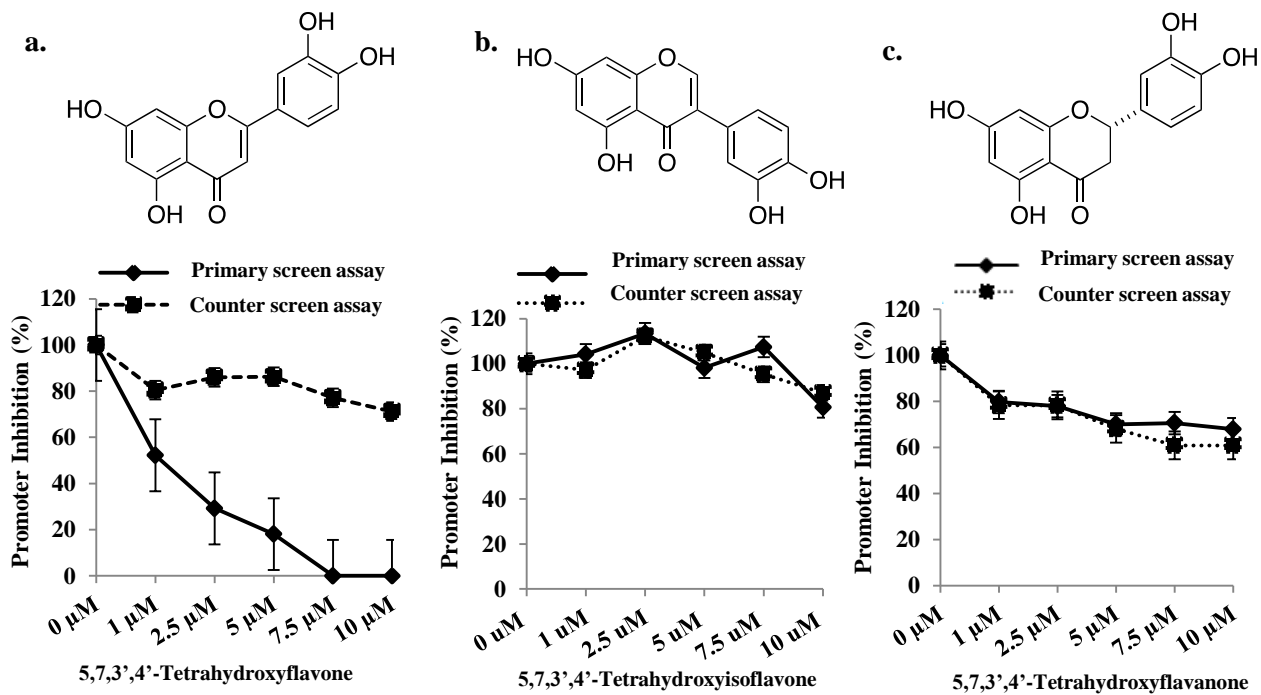 a.
OH
OH
HO
O
OH
O
Primary screen assay
Counter screen assay
Promoter Inhibition (%)
120
100
80
60
40
20
0
0 µM
1 µM
2.5 µM
5 µM
7.5 µM
10 µM
5,7,3’,4’-Tetrahydroxyflavone
b.
HO
O
OH
O
OH
OH
Primary screen assay
Counter screen assay
Promoter Inhibition (%)
120
100
80
60
40
20
0
0 uM
1 uM
2.5 uM
5 uM
7.5 uM
10 uM
5,7,3’,4’-Tetrahydroxyisoflavone
c.
OH
OH
HO
O
OH
O
Primary screen assay
Counter screen assay
Promoter Inhibition (%)
120
100
80
60
40
20
0
0 µM
1 µM
2.5 µM
5 µM
7.5 µM
10 µM
5,7,3’,4’-Tetrahydroxyflavanone